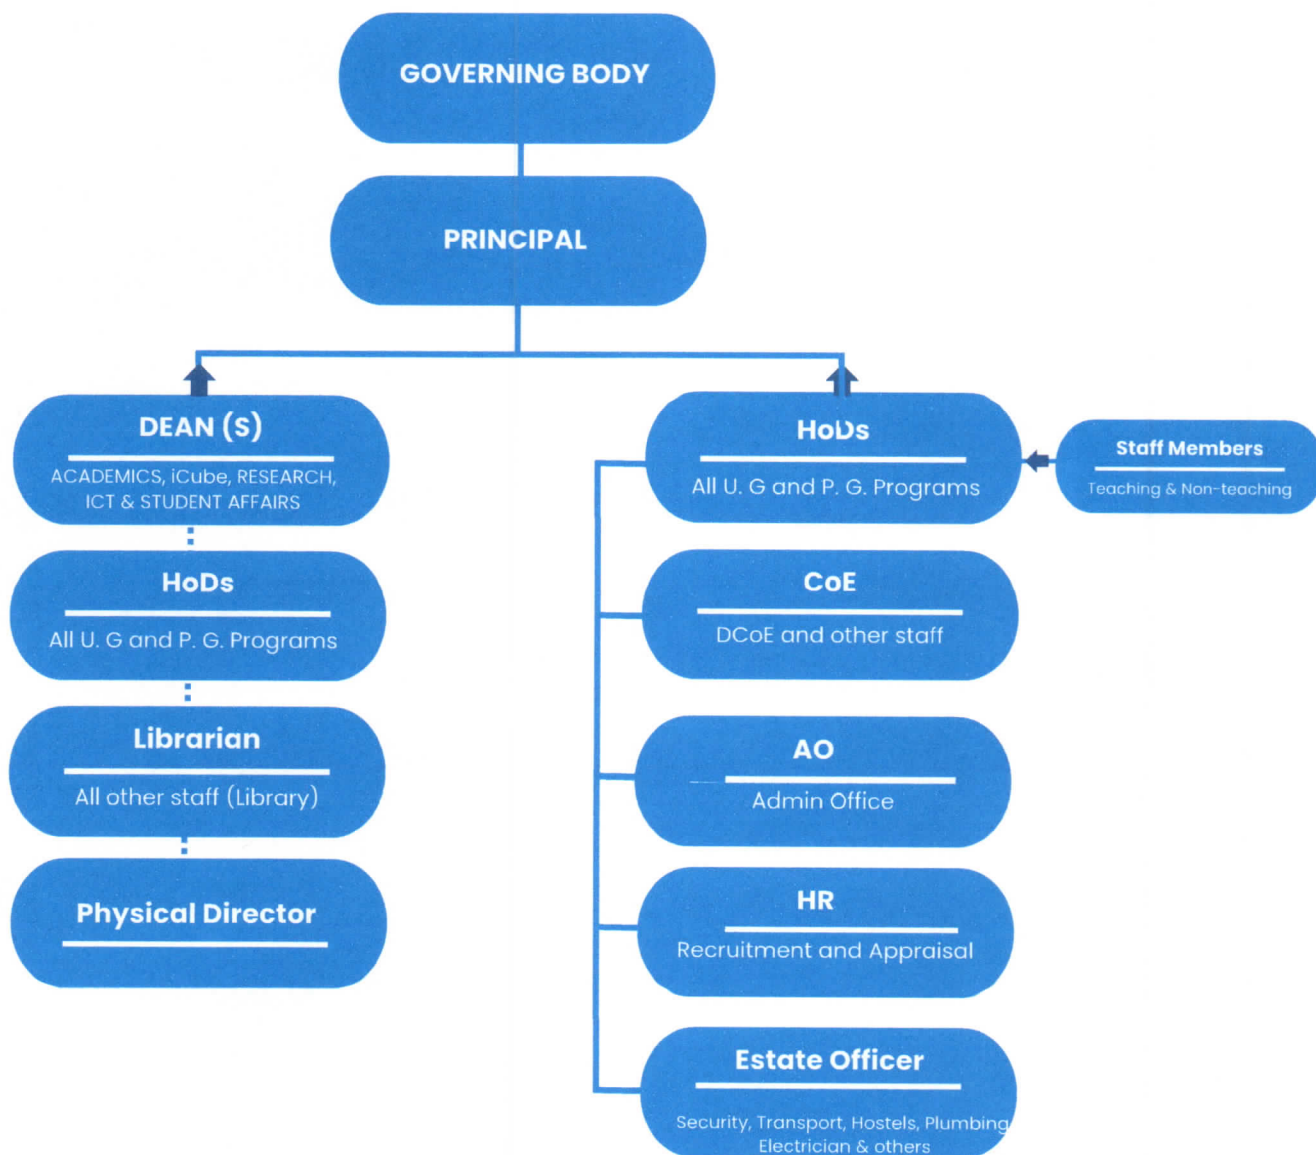 GOVERNING BODY
PRINCIPAL
DEAN (S)
ACADEMICS, iCube, RESEARCH,
ICT & STUDENT AFFAIRS
HoDs
All U. G and P. G. Programs
Librarian
All other staff (Library)
Physical Director
HoDs
All U. G and P. G. Programs
Staff Members
Teaching & Non-teaching
CoE
DCoE and other staff
AO
Admin Office
HR
Recruitment and Appraisal
Estate Officer
Security, Transport, Hostels, Plumbing
Electrician & others